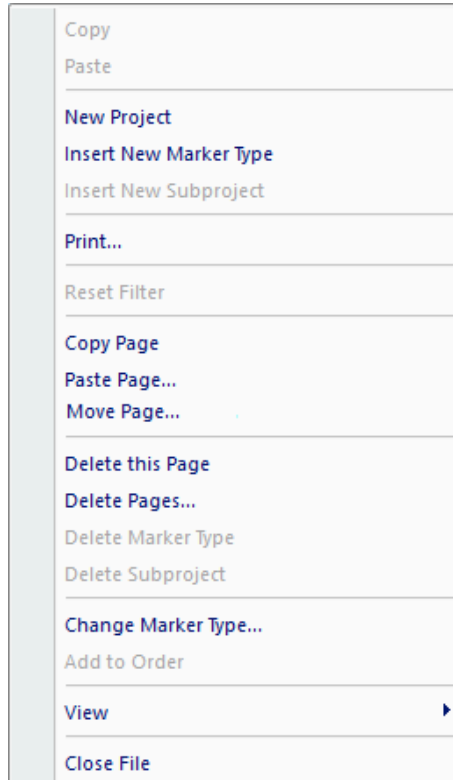 Copy
Paste
New Project
Insert New Marker Type
Insert New Subproject
Print...
Reset Filter
Copy Page
Paste Page...
Move Page...
Delete this Page
Delete Pages...
Delete Marker Type
Delete Subproject
Change Marker Type...
Add to Order
View
Close File